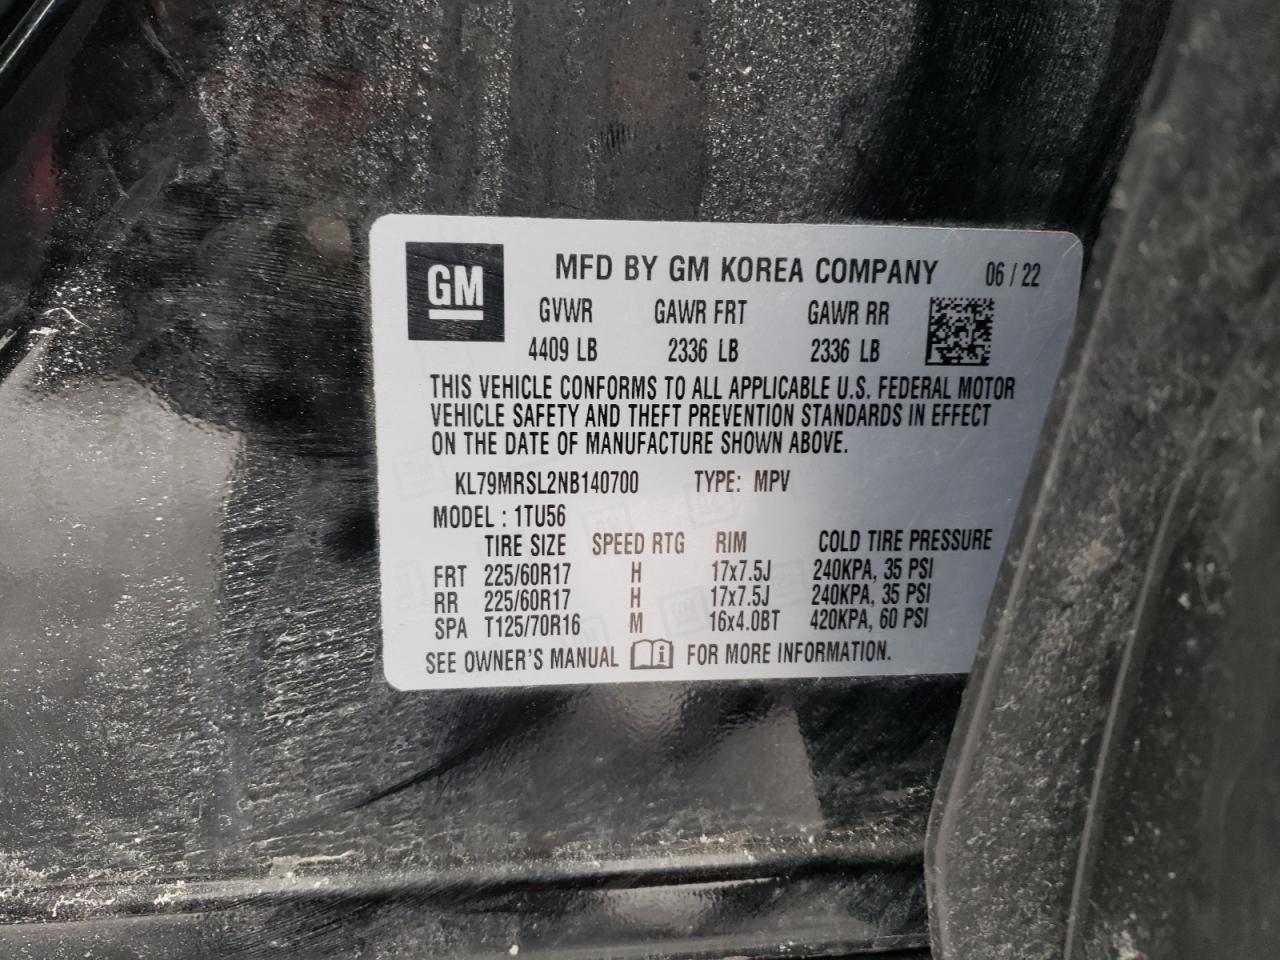 GM MFD BY GM KOREA COMPANY 06 / 22
GVWR GAWR FRT GAWR RR
4409 LB 2336 LB 2336 LB
THIS VEHICLE CONFORMS TO ALL APPLICABLE U.S. FEDERAL MOTOR
VEHICLE SAFETY AND THEFT PREVENTION STANDARDS IN EFFECT
ON THE DATE OF MANUFACTURE SHOWN ABOVE.
KL79MRSL2NB140700 TYPE: MPV
MODEL : 1TU56
TIRE SIZE SPEED RTG RIM COLD TIRE PRESSURE
FRT 225/60R17 H 17x7.5J 240KPA, 35 PSI
RR 225/60R17 H 17x7.5J 240KPA, 35 PSI
SPA T125/70R16 M 16x4.0BT 420KPA, 60 PSI
SEE OWNER'S MANUAL FOR MORE INFORMATION.